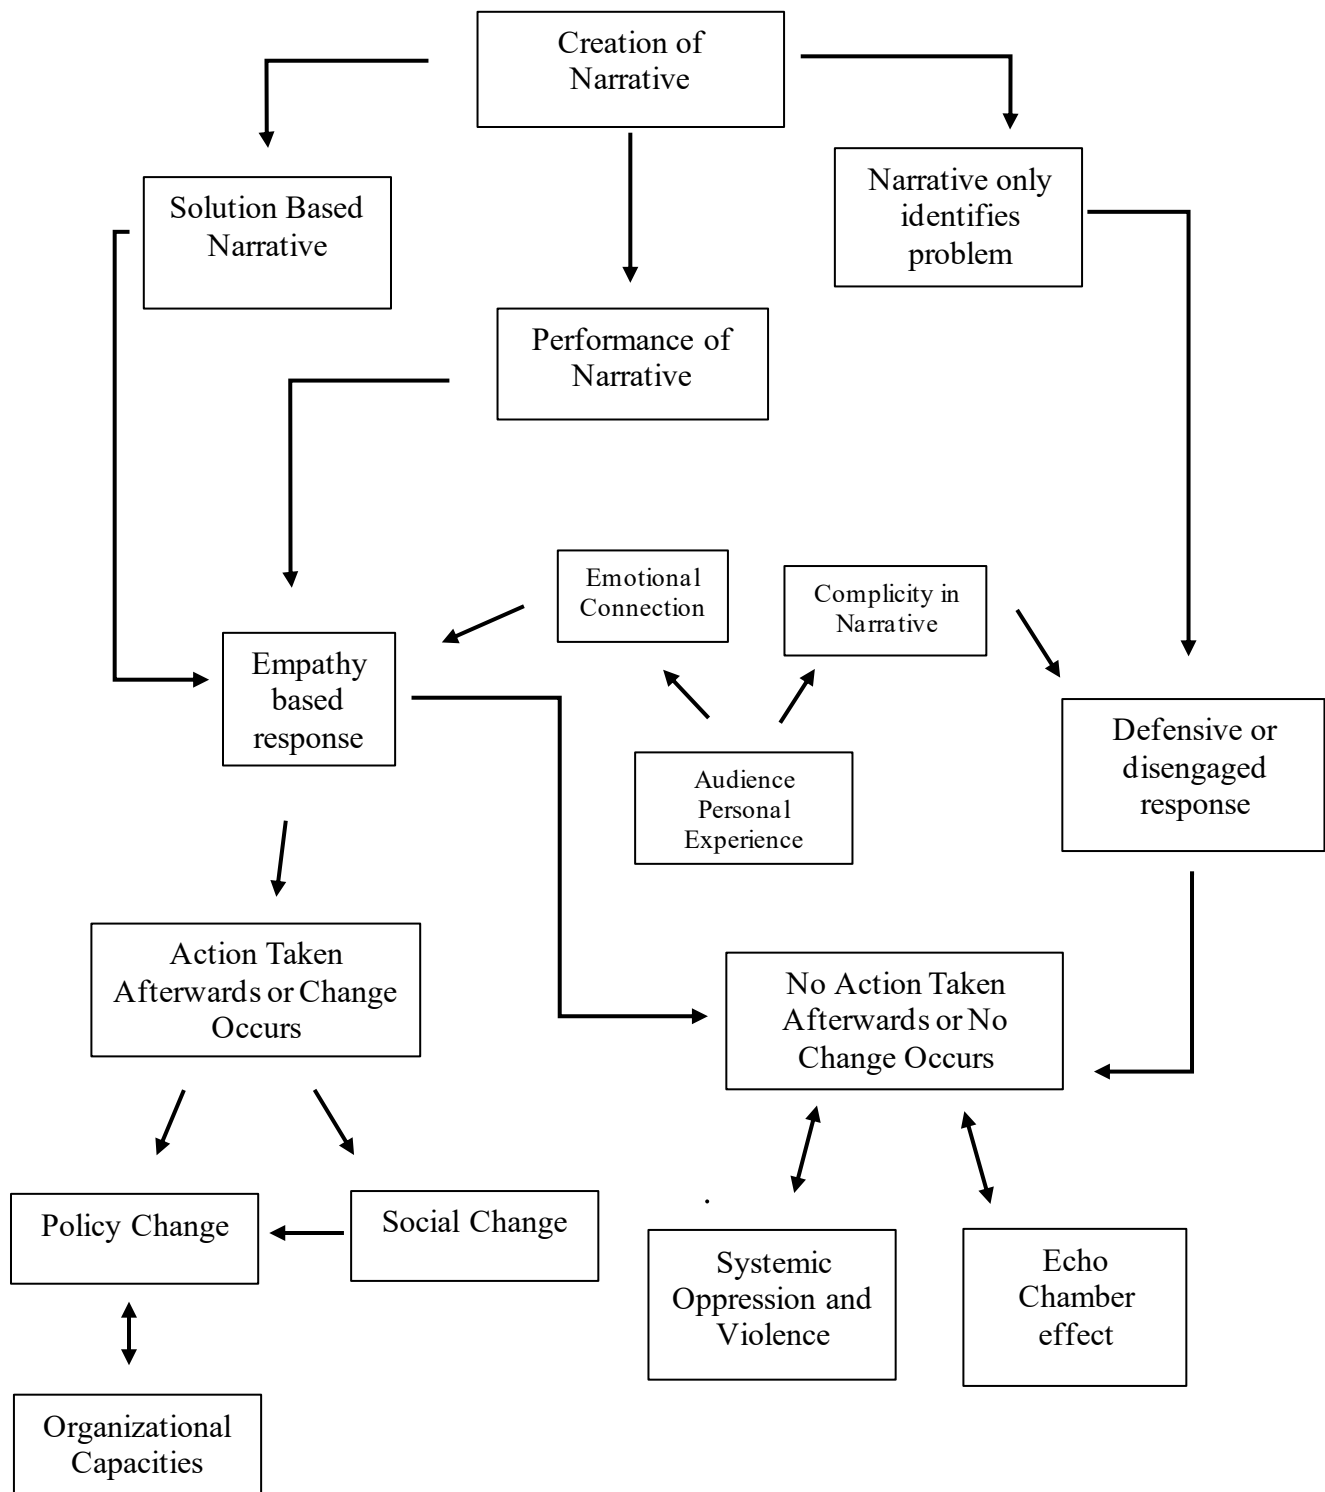 Creation of
Narrative
Solution Based
Narrative
Narrative only
identifies
problem
Performance of
Narrative
Emotional
Connection
Complicity in
Narrative
Empathy
based
response
Audience
Personal
Experience
Defensive or
disengaged
response
Action Taken
Afterwards or Change
Occurs
No Action Taken
Afterwards or No
Change Occurs
Policy Change
Social Change
.
Systemic
Oppression and
Violence
Echo
Chamber
effect
Organizational
Capacities